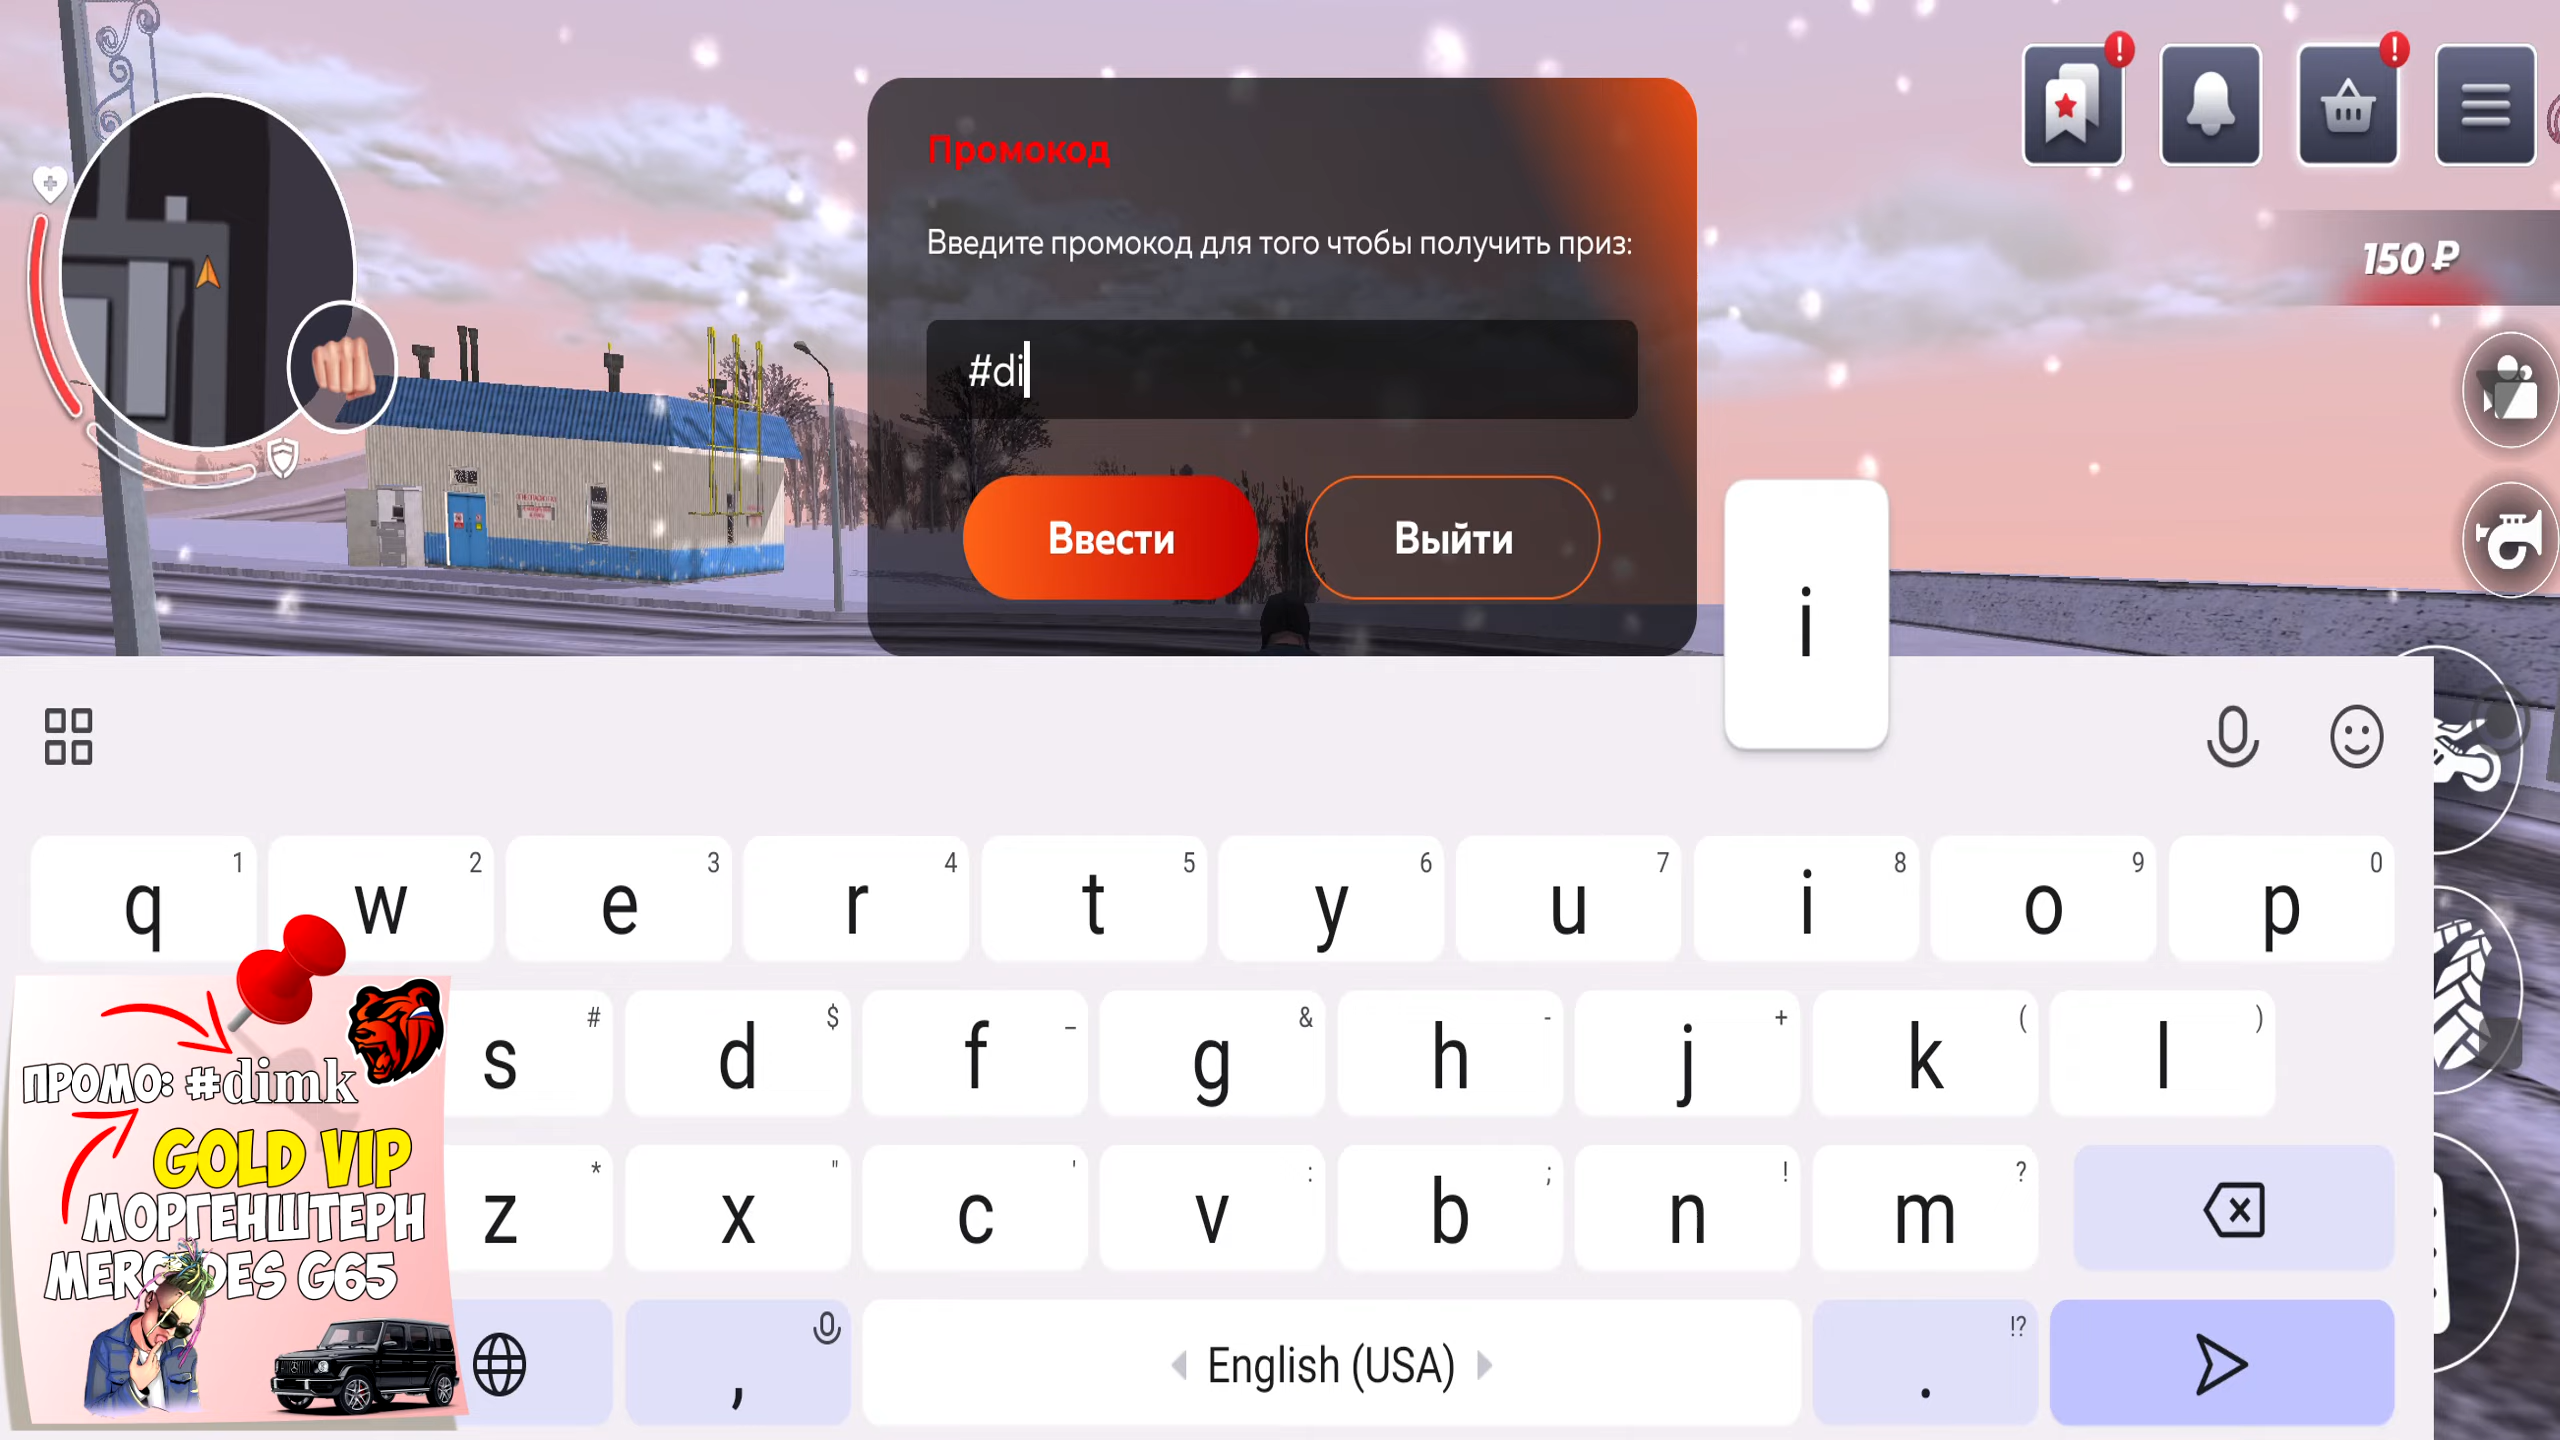 Промокод
Введите промокод для того чтобы получить приз:
#di
Ввести
Выйти
150 ₽
i
q 1 w 2 e 3 r 4 t 5 y 6 u 7 i 8 o 9 p 0
s # d $ f _ g & h - j + k ( l )
z * x " c ' v : b ; n ! m ?
, English (USA) . !?
ПРОМО: #dimk
GOLD VIP
МОРГЕНШТЕРН
MERCEDES G65